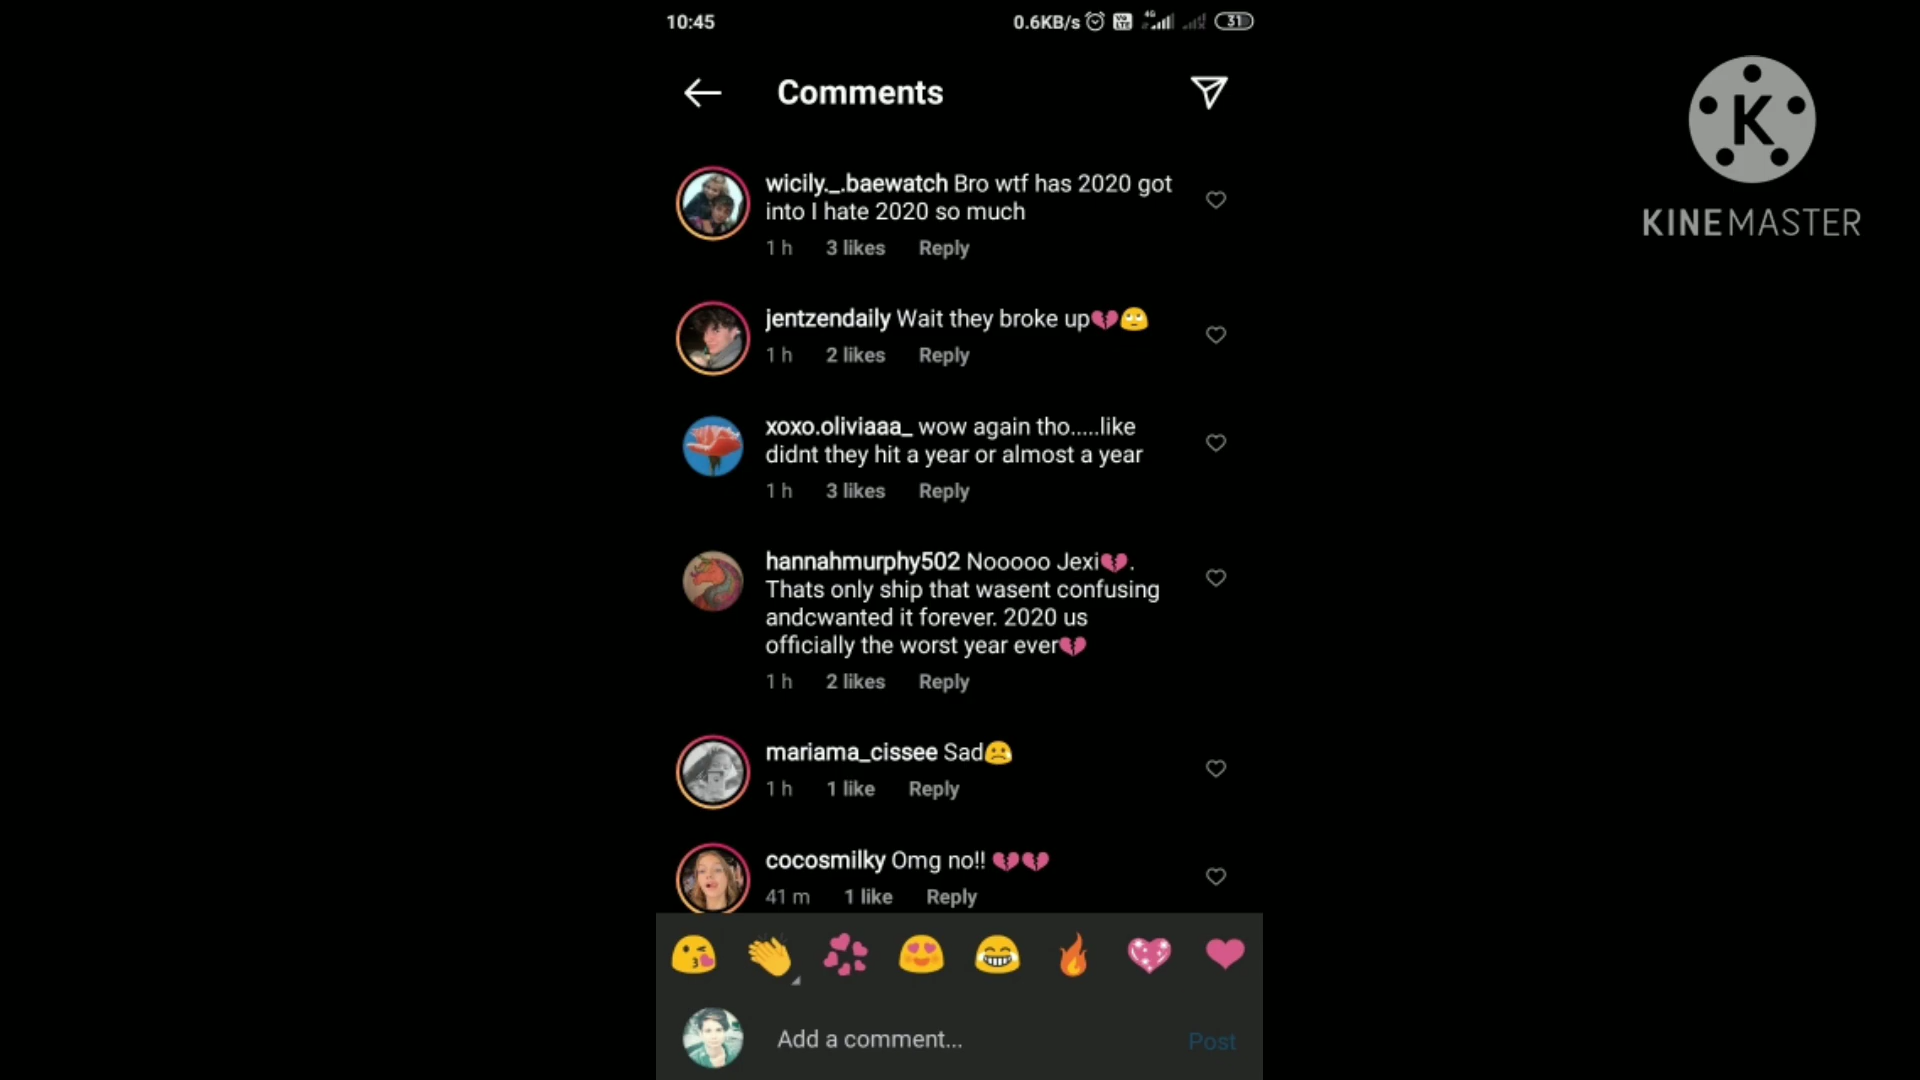 10:45 0.6KB/s 4G 31
Comments
K
KINEMASTER
wicily._.baewatch Bro wtf has 2020 got
into I hate 2020 so much
1 h 3 likes Reply
jentzendaily Wait they broke up💔🙄
1 h 2 likes Reply
xoxo.oliviaaa_ wow again tho.....like
didnt they hit a year or almost a year
1 h 3 likes Reply
hannahmurphy502 Nooooo Jexi💔.
Thats only ship that wasent confusing
andcwanted it forever. 2020 us
officially the worst year ever💔
1 h 2 likes Reply
mariama_cissee Sad🙁
1 h 1 like Reply
cocosmilky Omg no!! 💔💔
41 m 1 like Reply
😘 👏 💞 😍 😂 🔥 💖 ❤
Add a comment... Post